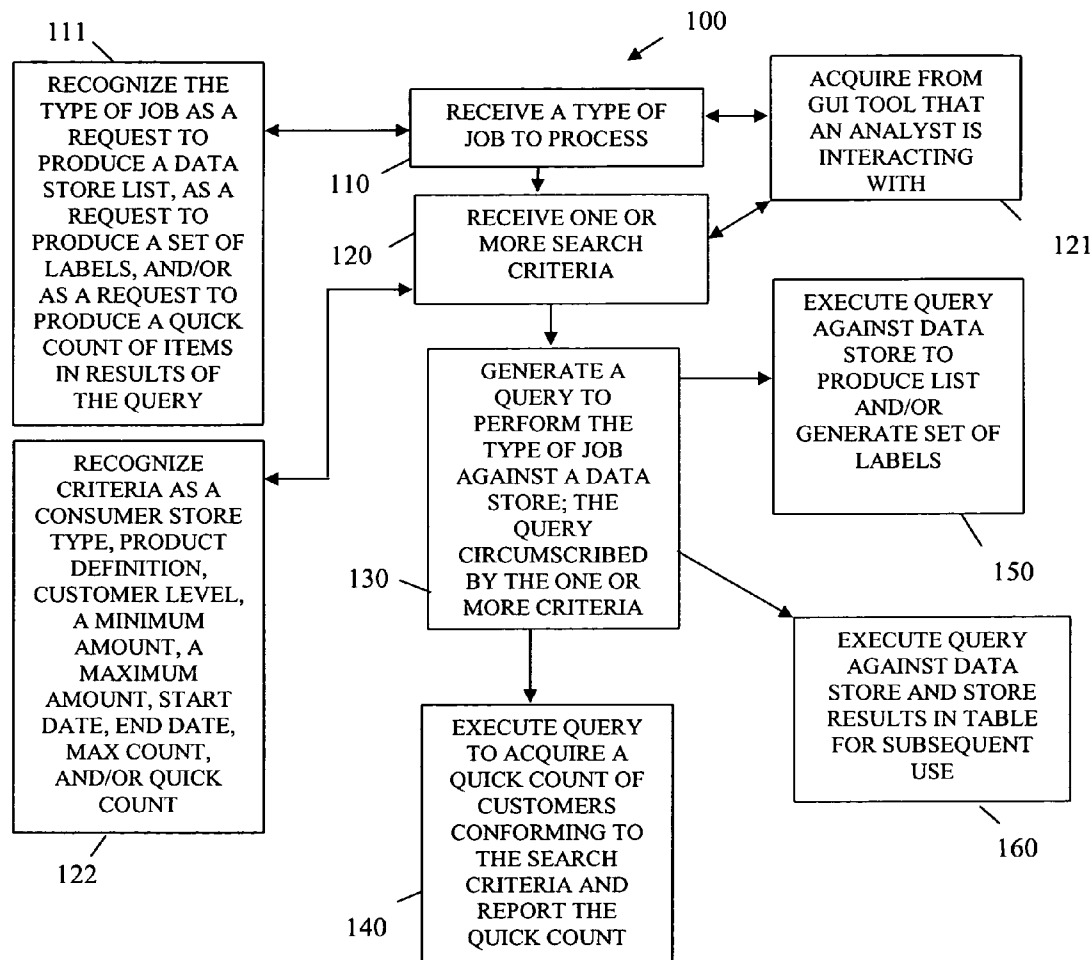 100
111
RECOGNIZE THE
TYPE OF JOB AS A
REQUEST TO
PRODUCE A DATA
STORE LIST, AS A
REQUEST TO
PRODUCE A SET OF
LABELS, AND/OR
AS A REQUEST TO
PRODUCE A QUICK
COUNT OF ITEMS
IN RESULTS OF
THE QUERY
RECEIVE A TYPE OF
JOB TO PROCESS
110
ACQUIRE FROM
GUI TOOL THAT
AN ANALYST IS
INTERACTING
WITH
121
RECEIVE ONE OR
MORE SEARCH
CRITERIA
120
RECOGNIZE
CRITERIA AS A
CONSUMER STORE
TYPE, PRODUCT
DEFINITION,
CUSTOMER LEVEL,
A MINIMUM
AMOUNT, A
MAXIMUM
AMOUNT, START
DATE, END DATE,
MAX COUNT,
AND/OR QUICK
COUNT
122
GENERATE A
QUERY TO
PERFORM THE
TYPE OF JOB
AGAINST A DATA
STORE; THE
QUERY
CIRCUMSCRIBED
BY THE ONE OR
MORE CRITERIA
130
EXECUTE QUERY
AGAINST DATA
STORE TO
PRODUCE LIST
AND/OR
GENERATE SET OF
LABELS
150
EXECUTE QUERY
AGAINST DATA
STORE AND STORE
RESULTS IN TABLE
FOR SUBSEQUENT
USE
160
EXECUTE QUERY
TO ACQUIRE A
QUICK COUNT OF
CUSTOMERS
CONFORMING TO
THE SEARCH
CRITERIA AND
REPORT THE
QUICK COUNT
140